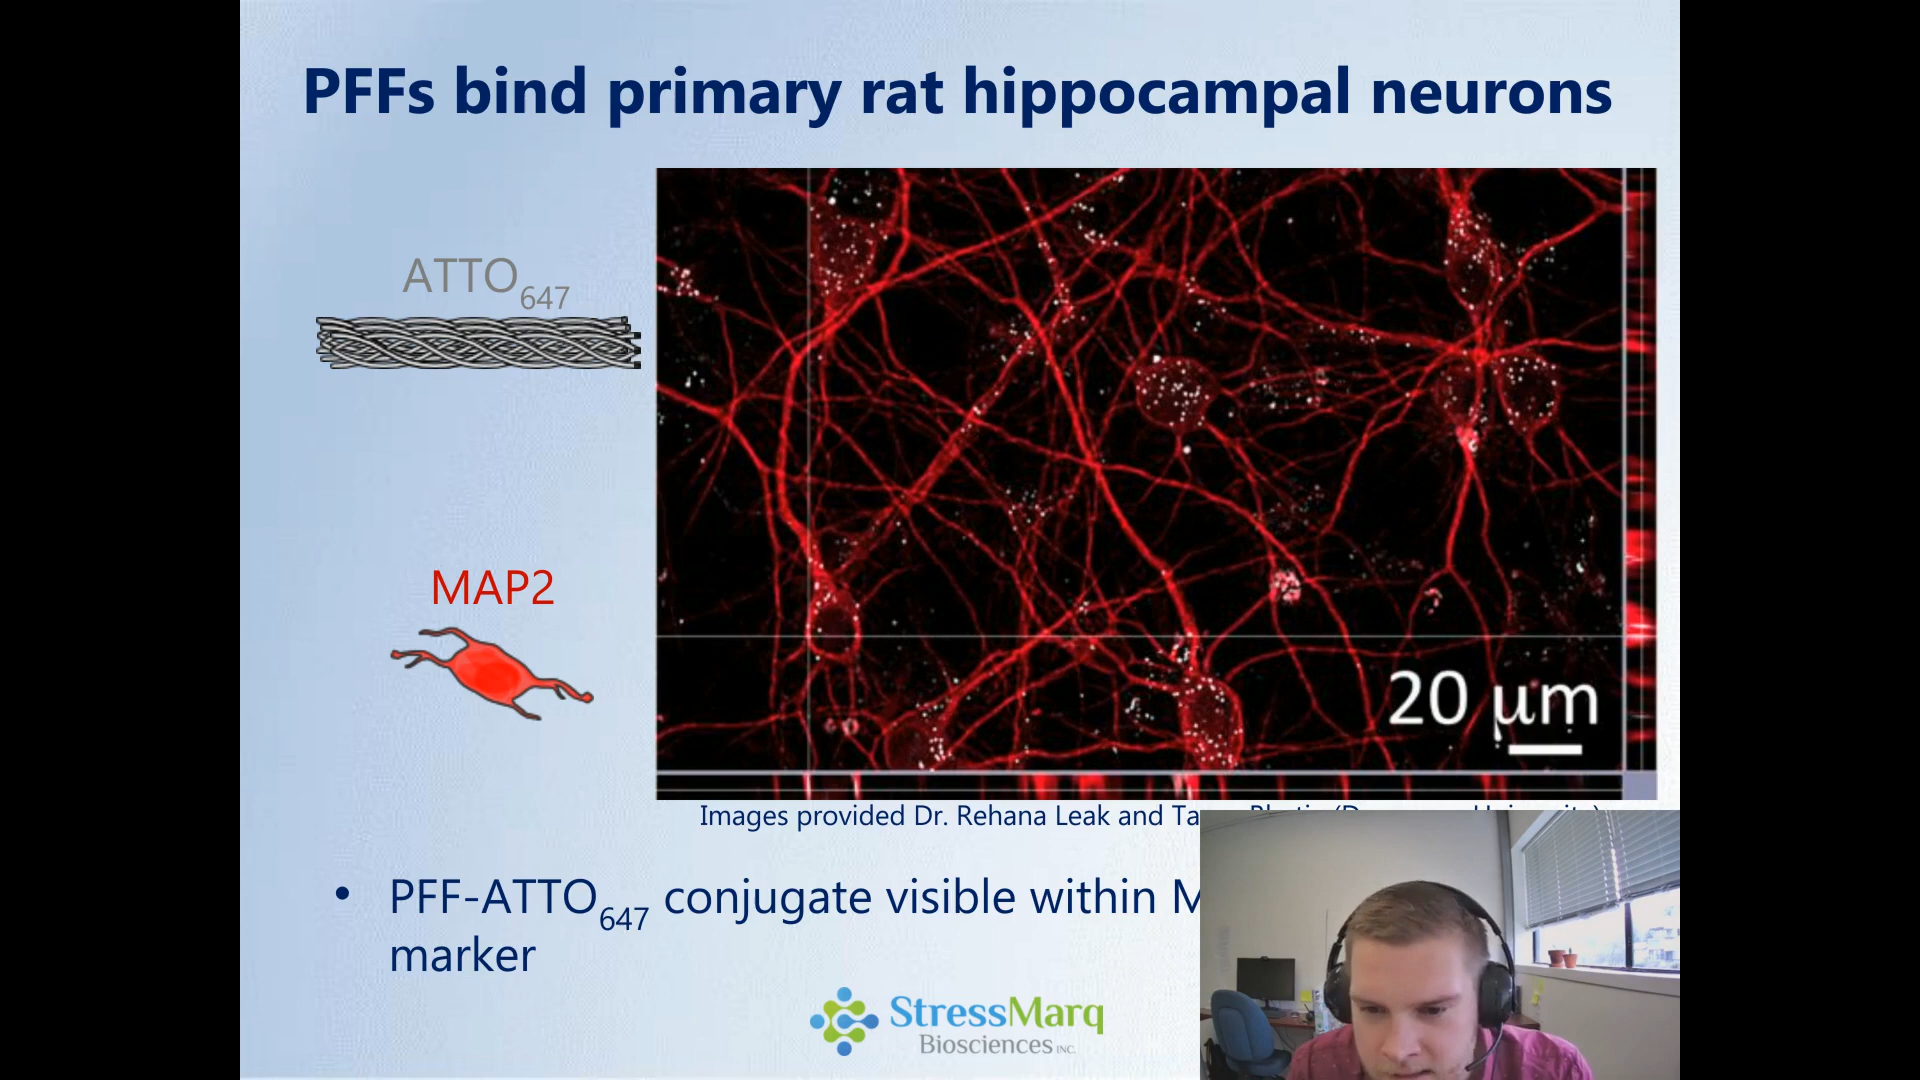 PFFs bind primary rat hippocampal neurons
ATTO647
MAP2
20 μm
Images provided Dr. Rehana Leak and
• PFF-ATTO647 conjugate visible within
marker
StressMarq
Biosciences INC.